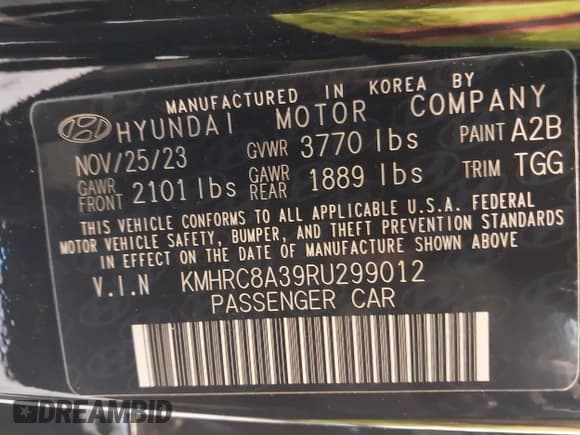 MANUFACTURED IN KOREA BY
HYUNDAI MOTOR COMPANY
NOV/25/23 GVWR 3770 lbs PAINT A2B
GAWR FRONT 2101 lbs GAWR REAR 1889 lbs TRIM TGG
THIS VEHICLE CONFORMS TO ALL APPLICABLE U.S.A. FEDERAL
MOTOR VEHICLE SAFETY, BUMPER, AND THEFT PREVENTION STANDARDS
IN EFFECT ON THE DATE OF MANUFACTURE SHOWN ABOVE
V.I.N KMHRC8A39RU299012
PASSENGER CAR
DREAMBID